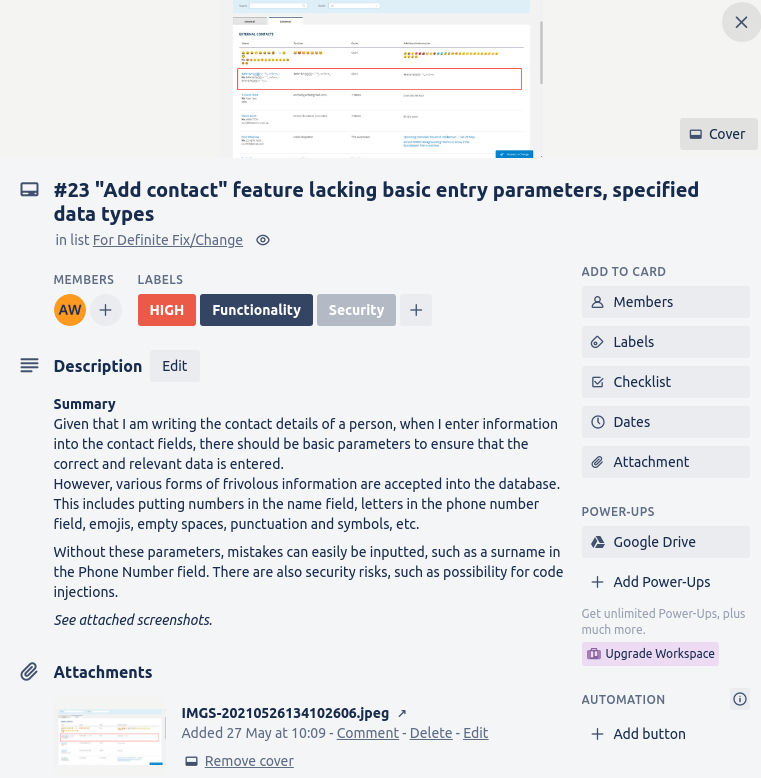 EXTERNAL CONTACTS
Cover
#23 "Add contact" feature lacking basic entry parameters, specified
data types
in list For Definite Fix/Change
MEMBERS
LABELS
AW
HIGH
Functionality
Security
Description
Edit
Summary
Given that I am writing the contact details of a person, when I enter information
into the contact fields, there should be basic parameters to ensure that the
correct and relevant data is entered.
However, various forms of frivolous information are accepted into the database.
This includes putting numbers in the name field, letters in the phone number
field, emojis, empty spaces, punctuation and symbols, etc.
Without these parameters, mistakes can easily be inputted, such as a surname in
the Phone Number field. There are also security risks, such as possibility for code
injections.
See attached screenshots.
Attachments
IMGS-20210526134102606.jpeg ↗
Added 27 May at 10:09 - Comment - Delete - Edit
Remove cover
ADD TO CARD
Members
Labels
Checklist
Dates
Attachment
POWER-UPS
Google Drive
Add Power-Ups
Get unlimited Power-Ups, plus
much more.
Upgrade Workspace
AUTOMATION
Add button